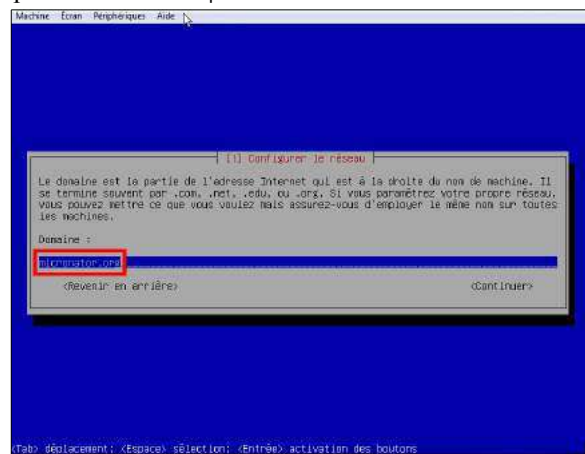 Machine Écran Périphériques Aide
[!] Configurer le réseau
Le domaine est la partie de l'adresse Internet qui est à la droite du nom de machine. Il
se termine souvent par .com, .net, .edu, ou .org. Si vous paramétrez votre propre réseau,
vous pouvez mettre ce que vous voulez mais assurez-vous d'employer le même nom sur toutes
les machines.
Domaine :
micronator.org
<Revenir en arrière> <Continuer>
<Tab> déplacement; <Espace> sélection; <Entrée> activation des boutons